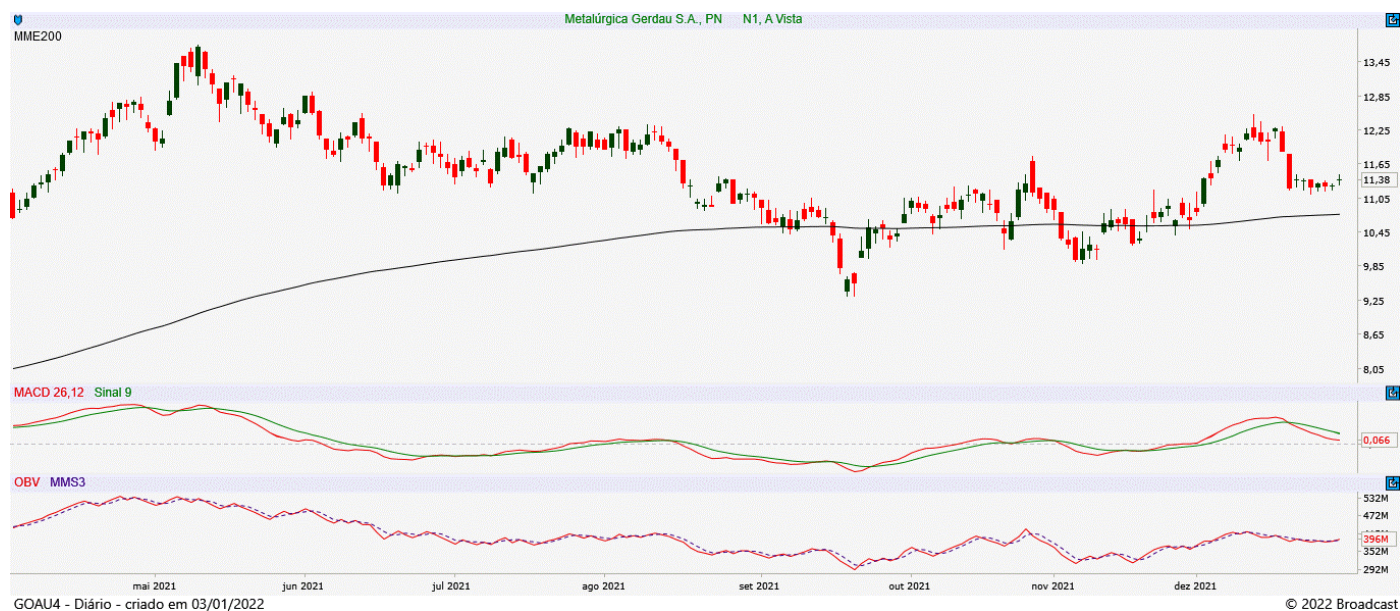 Metalúrgica Gerdau S.A., PN N1, A Vista
MME200
13,45
12,85
12,25
11,65
11,38
11,05
10,45
9,85
9,25
8,65
8,05
MACD 26,12 Sinal 9
0,066
OBV MMS3
532M
472M
396M
352M
292M
mai 2021 jun 2021 jul 2021 ago 2021 set 2021 out 2021 nov 2021 dez 2021
GOAU4 - Diário - criado em 03/01/2022 © 2022 Broadcast